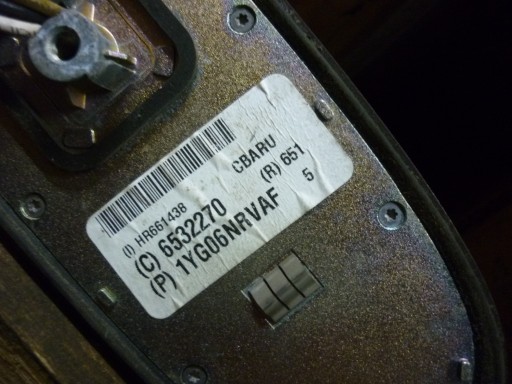 (I) HR661438
CBARU
(C) 6532270
(R) 651
(P) 1YG06NRVAF
5